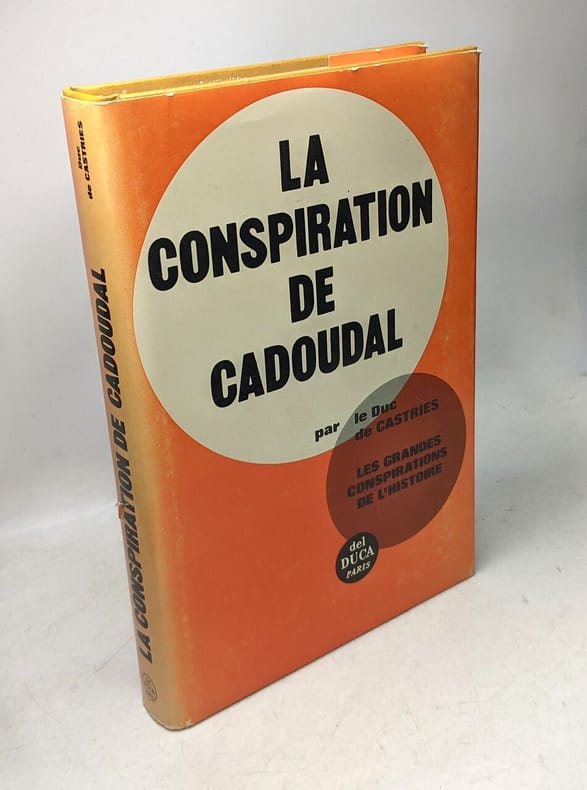 LA
CONSPIRATION
DE
CADOUDAL
par le Duc
de CASTRIES
LES GRANDES
CONSPIRATIONS
DE L'HISTOIRE
del
DUCA
PARIS
Duc
de CASTRIES
LA CONSPIRATION DE CADOUDAL